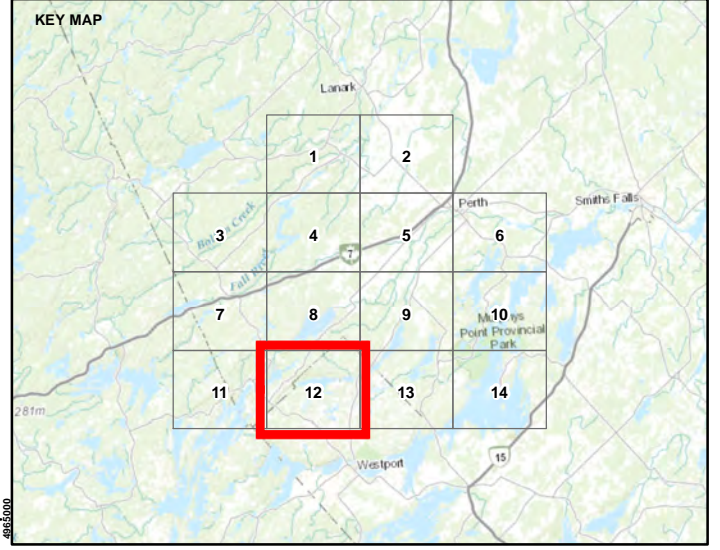 KEY MAP
Lanark
1 2
Perth Smiths Falls
3 4 5 6
7
Fall River
7 8 9 10
Point Provincial
Park
11 12 13 14
281m
Westport
15
4965000